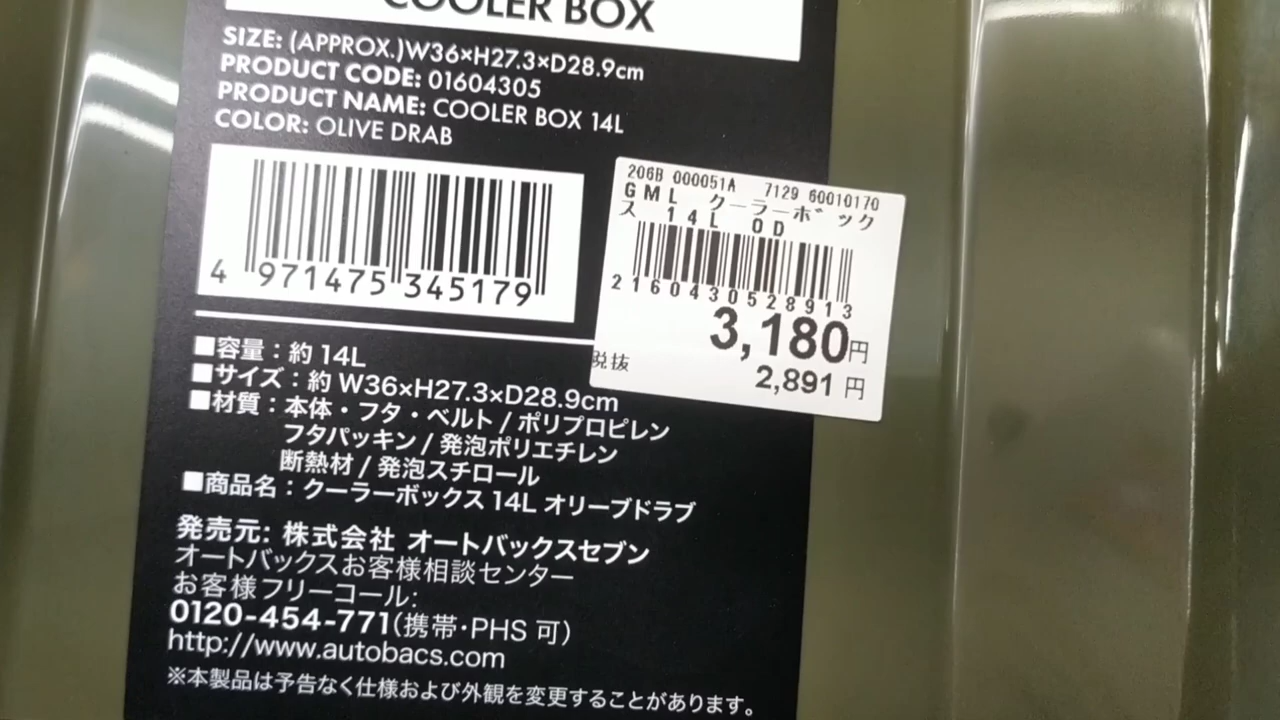 COOLER BOX
SIZE: (APPROX.)W36×H27.3×D28.9cm
PRODUCT CODE: 01604305
PRODUCT NAME: COOLER BOX 14L
COLOR: OLIVE DRAB
4 971475 345179
206B 000051A 7129 60010170
GML クーラーボック
ス 14L OD
2160430528913
3,180円
税抜 2,891 円
■容量：約 14L
■サイズ：約 W36×H27.3×D28.9cm
■材質：本体・フタ・ベルト / ポリプロピレン
フタパッキン / 発泡ポリエチレン
断熱材 / 発泡スチロール
■商品名：クーラーボックス14L オリーブドラブ
発売元: 株式会社 オートバックスセブン
オートバックスお客様相談センター
お客様フリーコール:
0120-454-771(携帯・PHS 可)
http://www.autobacs.com
※本製品は予告なく仕様および外観を変更することがあります。